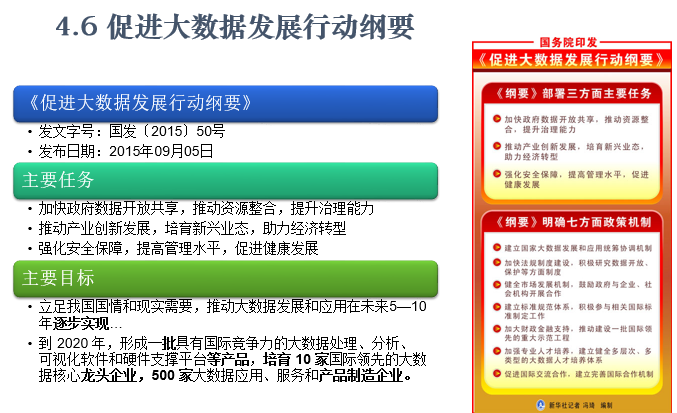 4.6 促进大数据发展行动纲要
《促进大数据发展行动纲要》
• 发文字号：国发〔2015〕50号
• 发布日期：2015年09月05日
主要任务
• 加快政府数据开放共享，推动资源整合，提升治理能力
• 推动产业创新发展，培育新兴业态，助力经济转型
• 强化安全保障，提高管理水平，促进健康发展
主要目标
• 立足我国国情和现实需要，推动大数据发展和应用在未来5—10
年逐步实现…
• 到 2020 年，形成一批具有国际竞争力的大数据处理、分析、
可视化软件和硬件支撑平台等产品，培育 10 家国际领先的大数
据核心龙头企业，500 家大数据应用、服务和产品制造企业。
国务院印发
《促进大数据发展行动纲要》
《纲要》部署三方面主要任务
加快政府数据开放共享，推动资源整
合，提升治理能力
推动产业创新发展，培育新兴业态，
助力经济转型
强化安全保障，提高管理水平，促进
健康发展
《纲要》明确七方面政策机制
建立国家大数据发展和应用统筹协调机制
加快法规制度建设，积极研究数据开放、
保护等方面制度
健全市场发展机制，鼓励政府与企业、社
会机构开展合作
建立标准规范体系，积极参与相关国际标
准制定工作
加大财政金融支持，推动建设一批国际领
先的重大示范工程
加强专业人才培养，建立健全多层次、多
类型的大数据人才培养体系
促进国际交流合作，建立完善国际合作机制
新华社记者 冯琦 编制